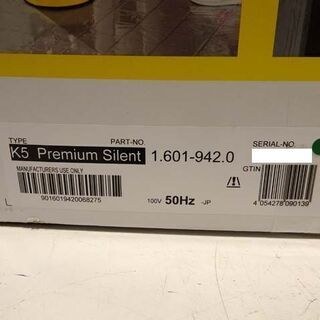 TYPE PART-NO. SERIAL-NO.
K5 Premium Silent 1.601-942.0
MANUFACTURERS USE ONLY GTIN
L 9016019420068275 100V 50Hz -JP 4 054278 090139